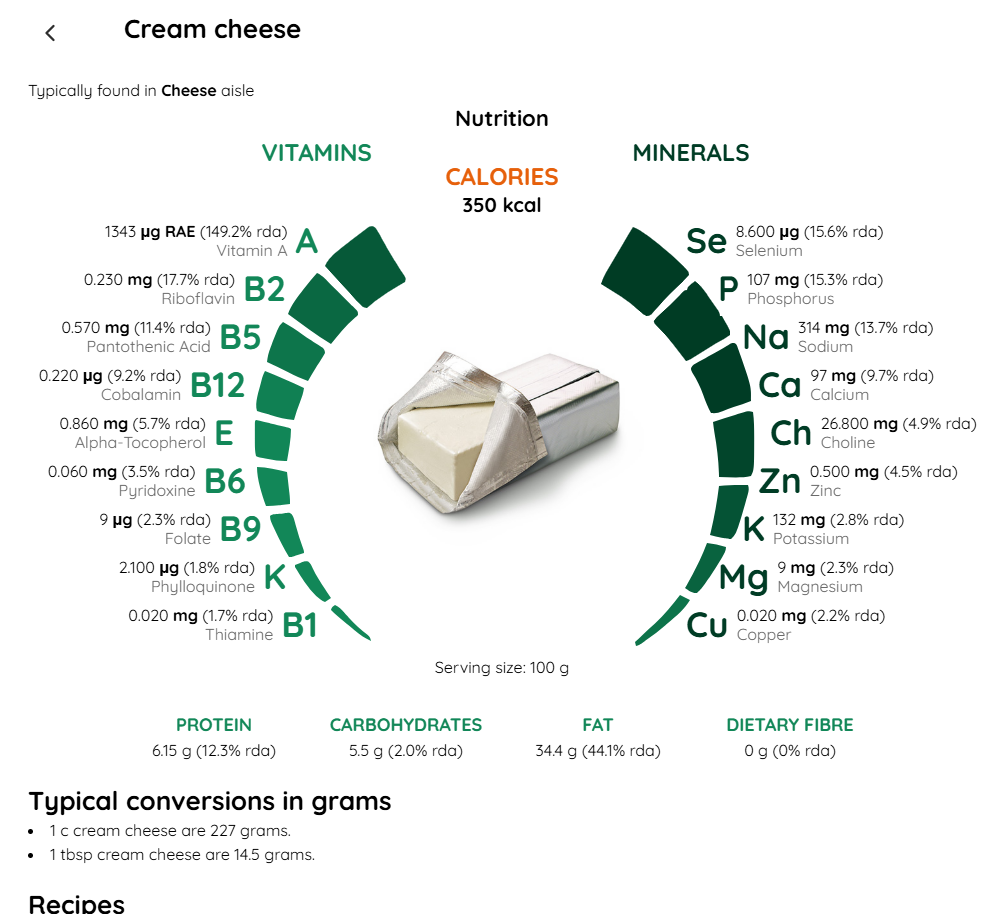 Cream cheese
Typically found in Cheese aisle
Nutrition
VITAMINS
MINERALS
CALORIES
350 kcal
1343 µg RAE (149.2% rda)
Vitamin A
A
0.230 mg (17.7% rda)
Riboflavin
B2
0.570 mg (11.4% rda)
Pantothenic Acid
B5
0.220 µg (9.2% rda)
Cobalamin
B12
0.860 mg (5.7% rda)
Alpha-Tocopherol
E
0.060 mg (3.5% rda)
Pyridoxine
B6
9 µg (2.3% rda)
Folate
B9
2.100 µg (1.8% rda)
Phylloquinone
K
0.020 mg (1.7% rda)
Thiamine
B1
Se
8.600 µg (15.6% rda)
Selenium
P
107 mg (15.3% rda)
Phosphorus
Na
314 mg (13.7% rda)
Sodium
Ca
97 mg (9.7% rda)
Calcium
Ch
26.800 mg (4.9% rda)
Choline
Zn
0.500 mg (4.5% rda)
Zinc
K
132 mg (2.8% rda)
Potassium
Mg
9 mg (2.3% rda)
Magnesium
Cu
0.020 mg (2.2% rda)
Copper
Serving size: 100 g
PROTEIN
6.15 g (12.3% rda)
CARBOHYDRATES
5.5 g (2.0% rda)
FAT
34.4 g (44.1% rda)
DIETARY FIBRE
0 g (0% rda)
Typical conversions in grams
• 1 c cream cheese are 227 grams.
• 1 tbsp cream cheese are 14.5 grams.
Recipes